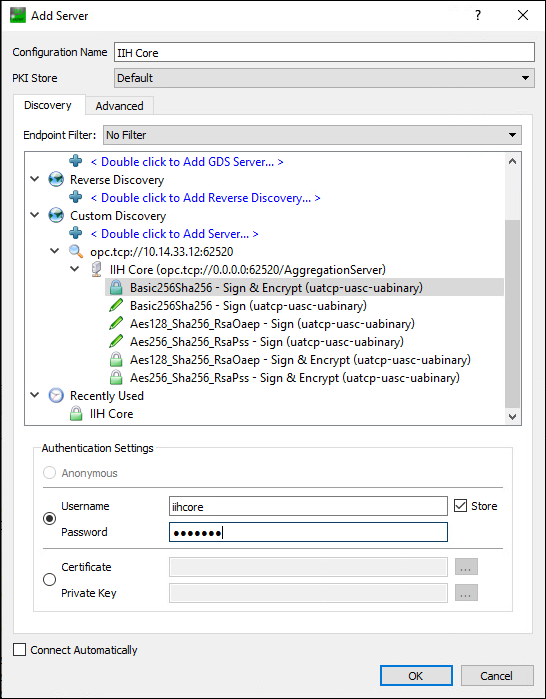 Add Server
?
Configuration Name IIH Core
PKI Store Default
Discovery Advanced
Endpoint Filter: No Filter
< Double click to Add GDS Server... >
Reverse Discovery
< Double click to Add Reverse Discovery... >
Custom Discovery
< Double click to Add Server... >
opc.tcp://10.14.33.12:62520
IIH Core (opc.tcp://0.0.0.0:62520/AggregationServer)
Basic256Sha256 - Sign & Encrypt (uatcp-uasc-uabinary)
Basic256Sha256 - Sign (uatcp-uasc-uabinary)
Aes128_Sha256_RsaOaep - Sign (uatcp-uasc-uabinary)
Aes256_Sha256_RsaPss - Sign (uatcp-uasc-uabinary)
Aes128_Sha256_RsaOaep - Sign & Encrypt (uatcp-uasc-uabinary)
Aes256_Sha256_RsaPss - Sign & Encrypt (uatcp-uasc-uabinary)
Recently Used
IIH Core
Authentication Settings
Anonymous
Username iihcore Store
Password ●●●●●●●
Certificate ...
Private Key ...
Connect Automatically
OK Cancel